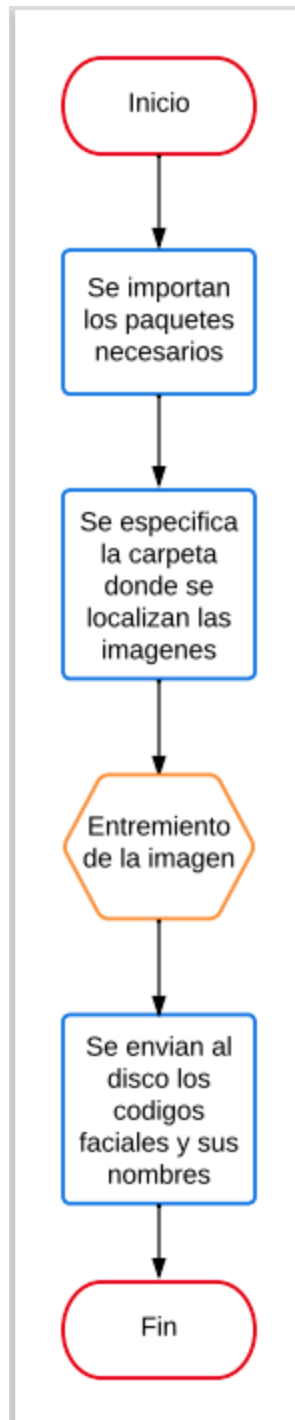 Inicio
Se importan
los paquetes
necesarios
Se especifica
la carpeta
donde se
localizan las
imagenes
Entremiento
de la imagen
Se envian al
disco los
codigos
faciales y sus
nombres
Fin